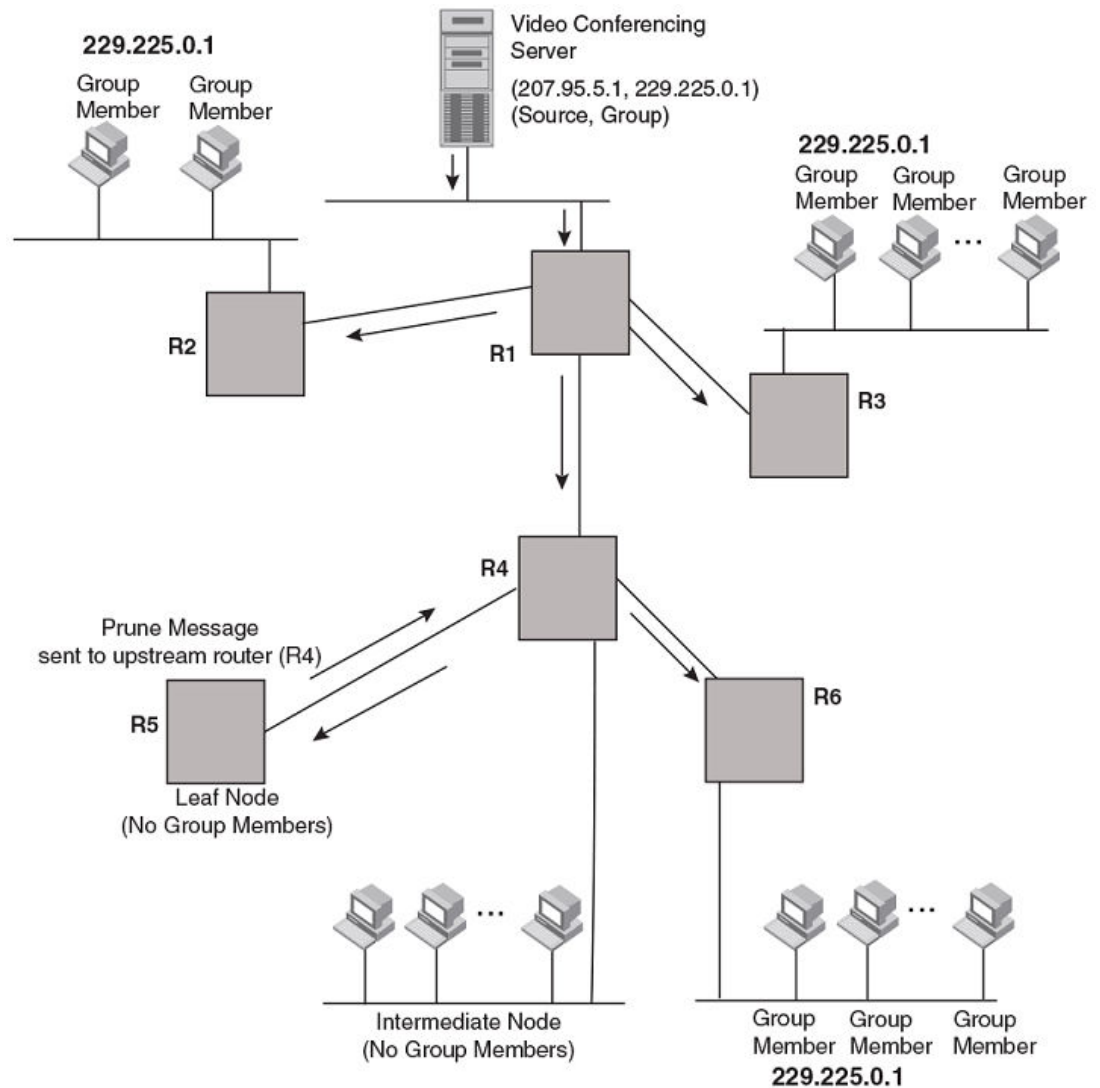 229.225.0.1
Group
Member
Group
Member
Video Conferencing
Server
(207.95.5.1, 229.225.0.1)
(Source, Group)
229.225.0.1
Group
Member
Group
Member
...
Group
Member
R2
R1
R3
R4
Prune Message
sent to upstream router (R4)
R5
R6
Leaf Node
(No Group Members)
...
...
Intermediate Node
(No Group Members)
Group
Member
Group
Member
Group
Member
229.225.0.1